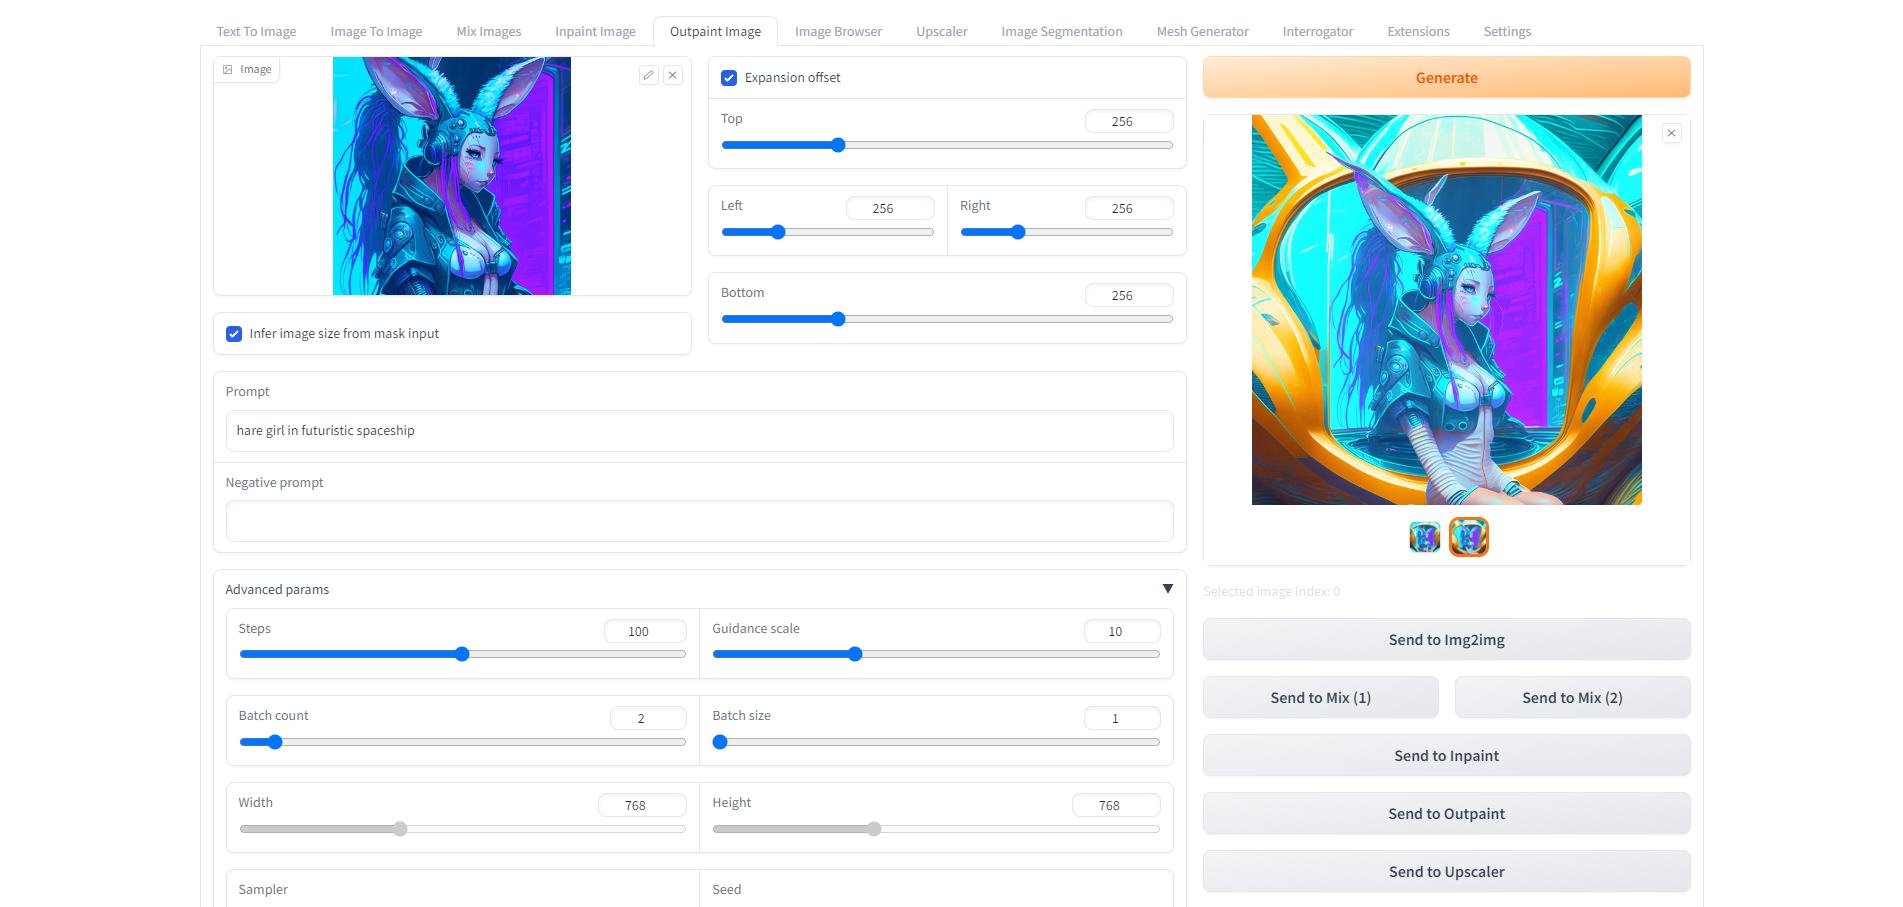 Text To Image Image To Image Mix Images Inpaint Image Outpaint Image Image Browser Upscaler Image Segmentation Mesh Generator Interrogator Extensions Settings
Image
Expansion offset
Generate
Top 256
Left 256 Right 256
Bottom 256
Infer image size from mask input
Prompt
hare girl in futuristic spaceship
Negative prompt
Advanced params ▼
Steps 100 Guidance scale 10
Batch count 2 Batch size 1
Width 768 Height 768
Sampler Seed
Selected image index: 0
Send to Img2img
Send to Mix (1) Send to Mix (2)
Send to Inpaint
Send to Outpaint
Send to Upscaler